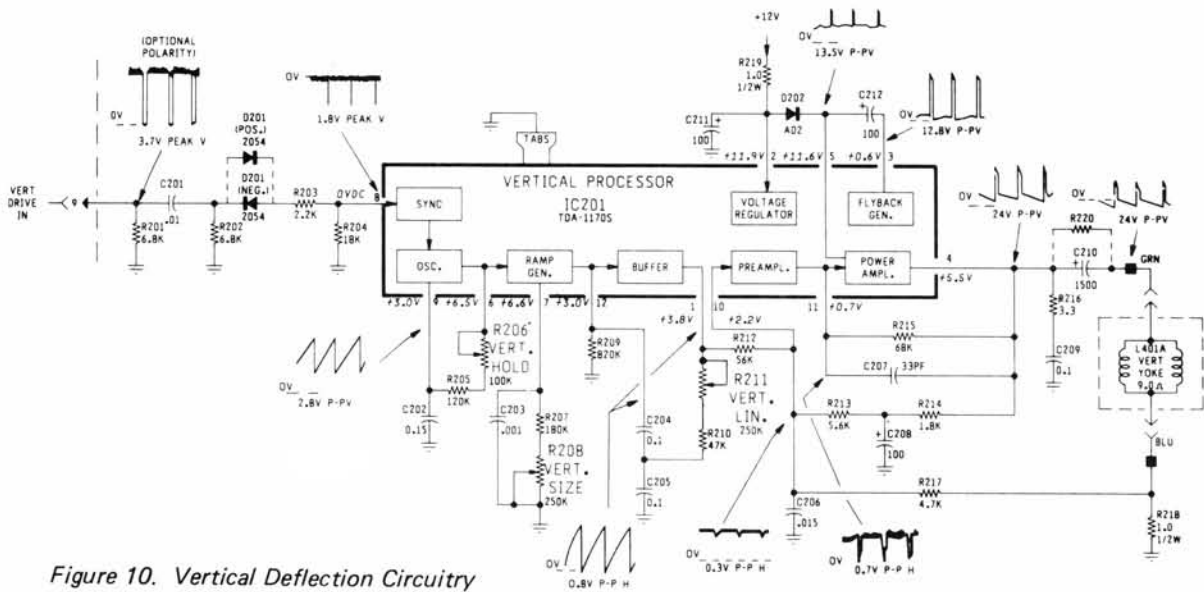 (OPTIONAL
POLARITY)
0V
3.7V PEAK V
0V
1.8V PEAK V
+12V
0V
13.5V P-PV
R219
1.0
1/2W
D202
AD2
C212
100
12.8V P-PV
C211
100
D201
(POS.)
2054
D201
(NEG.)
2054
C201
.01
VERT
DRIVE
IN
9
R201
6.8K
R202
6.8K
R203
2.2K
0VDC
8
R204
18K
TABS
VERTICAL PROCESSOR
IC201
TDA-1170S
SYNC
OSC.
RAMP
GEN.
BUFFER
PREAMPL.
POWER
AMPL.
VOLTAGE
REGULATOR
FLYBACK
GEN.
+11.9V 2
+11.6V 5
+0.6V 3
0V
24V P-PV
0V
24V P-PV
R220
C210
1500
GRN
4
+5.5V
+3.0V 9
+6.5V 6
+6.6V 7
+3.0V 12
1
+3.8V
10
+2.2V
11
+0.7V
0V
2.8V P-PV
R206
VERT.
HOLD
100K
R205
120K
C202
0.15
C203
.001
R207
180K
R208
VERT.
SIZE
250K
R209
820K
C204
0.1
C205
0.1
R212
56K
R211
VERT.
LIN.
250K
R210
47K
R215
68K
C207
33PF
R213
5.6K
R214
1.8K
C208
100
R216
3.3
C209
0.1
L401A
VERT
YOKE
9.0Ω
BLU
R217
4.7K
C206
.015
R218
1.0
1/2W
0V
0.8V P-P H
0V
0.3V P-P H
0V
0.7V P-P H
Figure 10. Vertical Deflection Circuitry